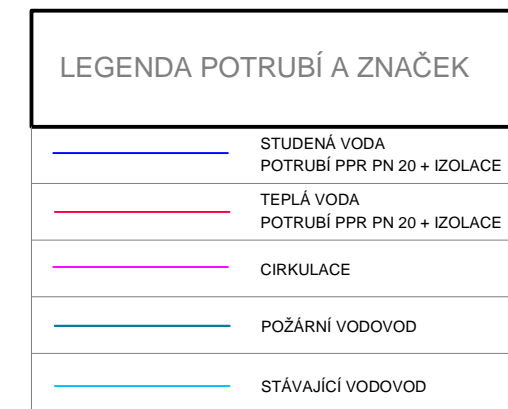 LEGENDA POTRUBÍ A ZNAČEK
STUDENÁ VODA
POTRUBÍ PPR PN 20 + IZOLACE
TEPLÁ VODA
POTRUBÍ PPR PN 20 + IZOLACE
CIRKULACE
POŽÁRNÍ VODOVOD
STÁVAJÍCÍ VODOVOD